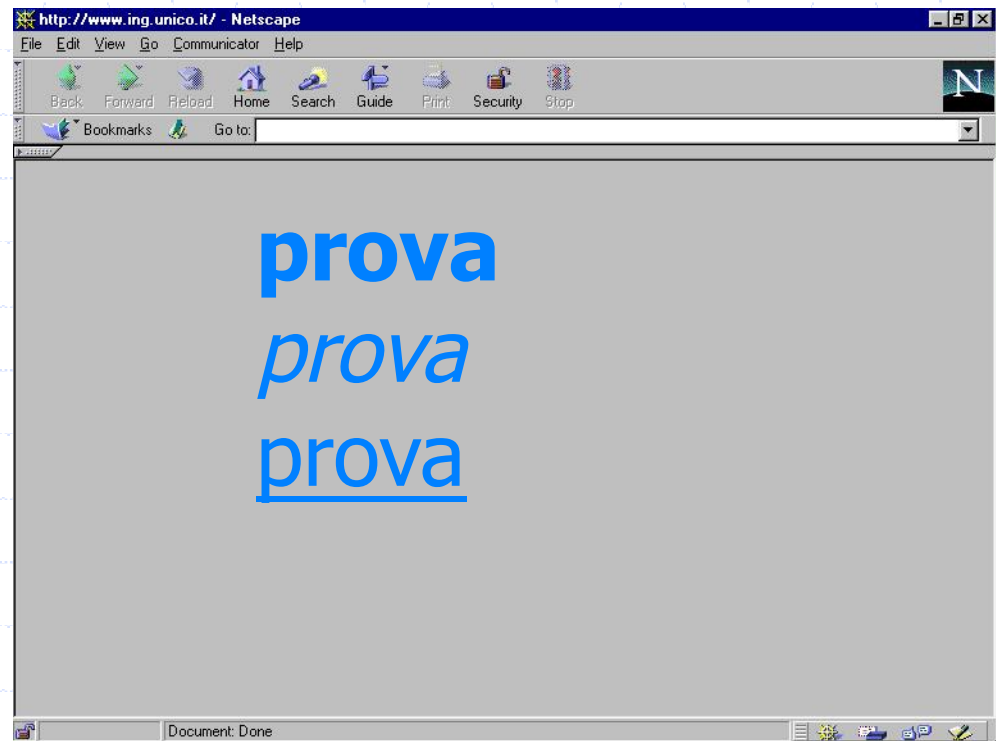 http://www.ing.unico.it/ - Netscape
File Edit View Go Communicator Help
Back Forward Reload Home Search Guide Print Security Stop
N
Bookmarks Go to:
prova
prova
prova
Document: Done